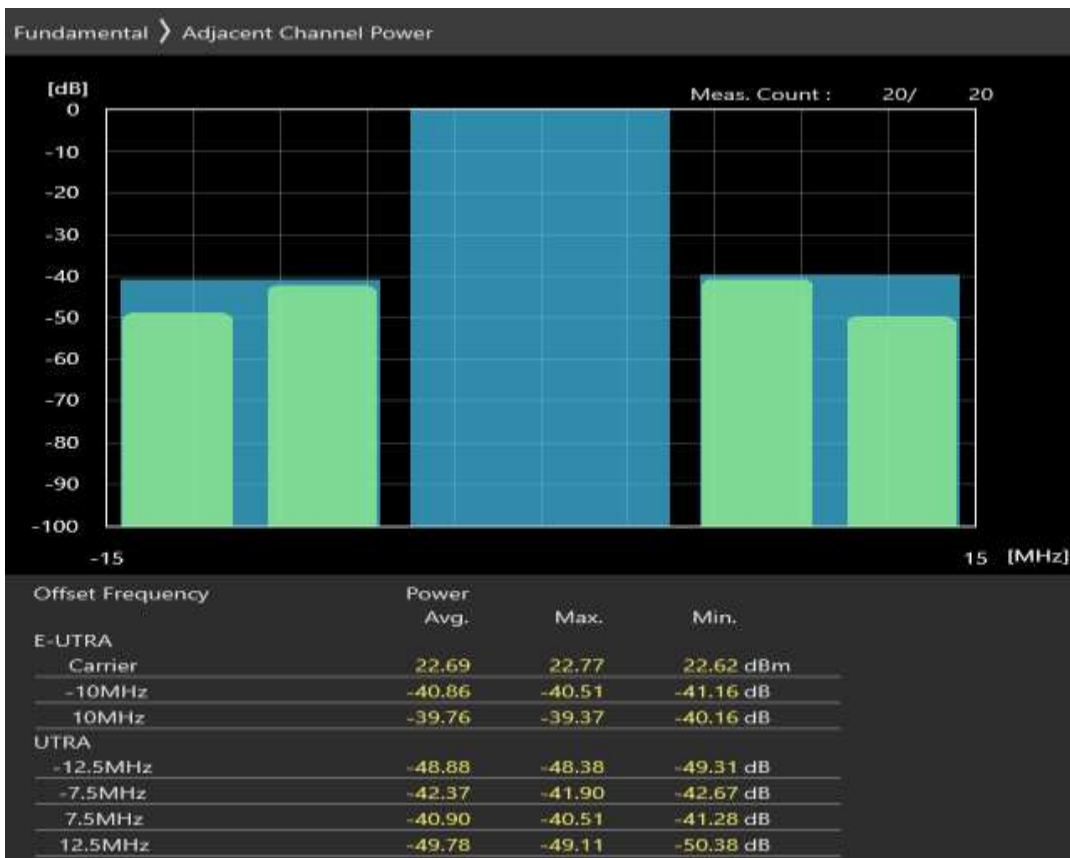 Fundamental ❯ Adjacent Channel Power
[dB]
Meas. Count : 20/ 20
0
-10
-20
-30
-40
-50
-60
-70
-80
-90
-100
-15 15 [MHz]
Offset Frequency Power
Avg. Max. Min.
E-UTRA
Carrier 22.69 22.77 22.62 dBm
-10MHz -40.86 -40.51 -41.16 dB
10MHz -39.76 -39.37 -40.16 dB
UTRA
-12.5MHz -48.88 -48.38 -49.31 dB
-7.5MHz -42.37 -41.90 -42.67 dB
7.5MHz -40.90 -40.51 -41.28 dB
12.5MHz -49.78 -49.11 -50.38 dB